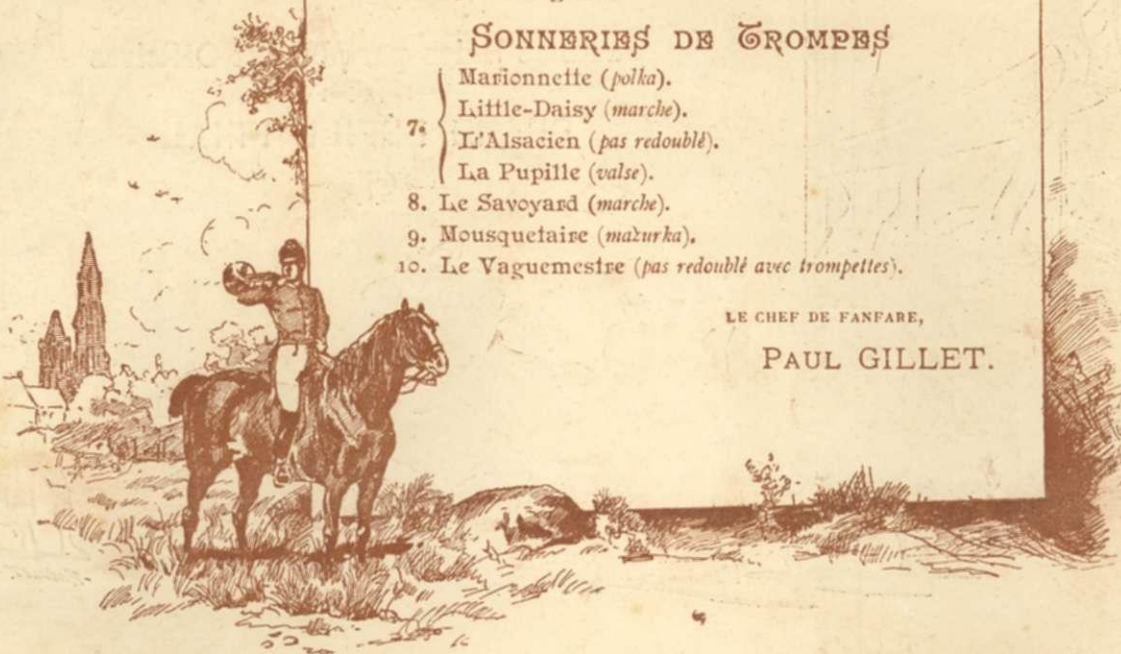 SONNERIES DE TROMPES
7. Marionnette (polka).
Little-Daisy (marche).
L'Alsacien (pas redoublé).
La Pupille (valse).
8. Le Savoyard (marche).
9. Mousquetaire (mazurka).
10. Le Vaguemestre (pas redoublé avec trompettes).
LE CHEF DE FANFARE,
PAUL GILLET.